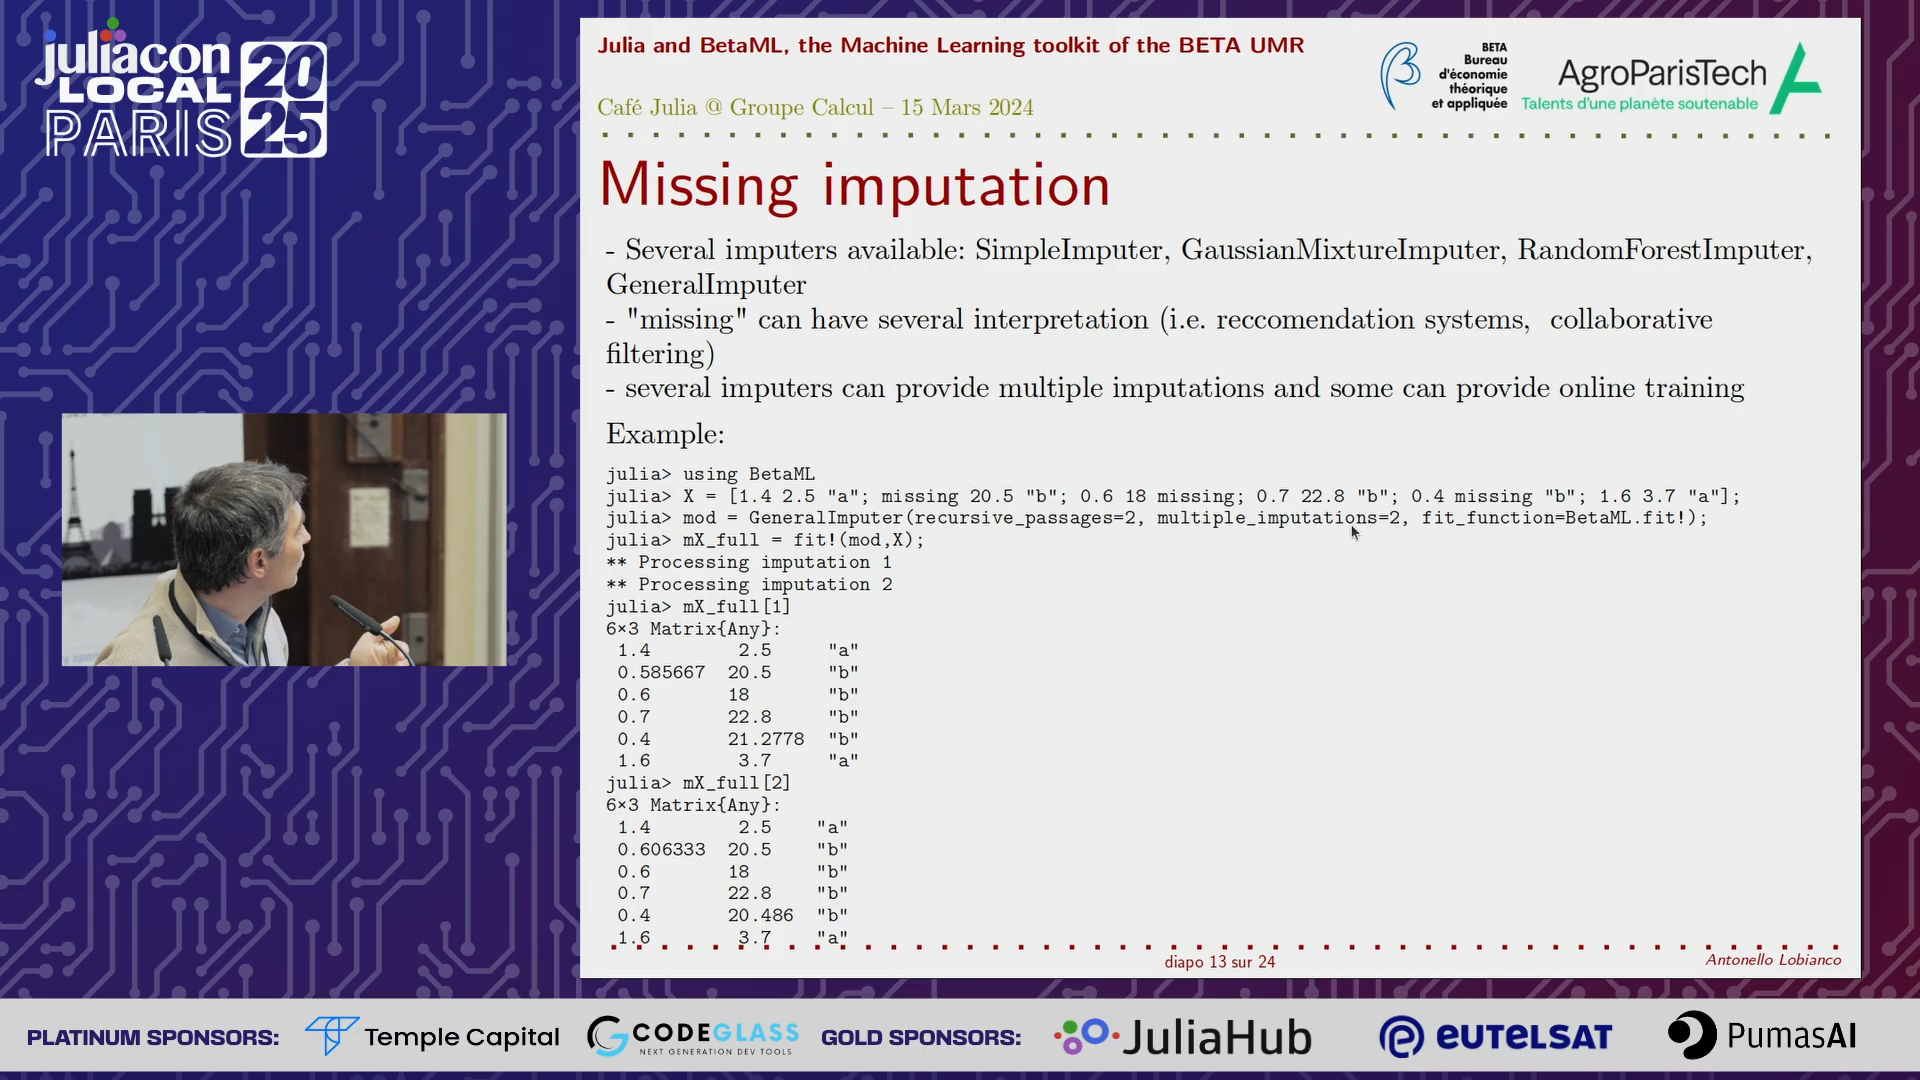 juliacon
LOCAL
PARIS
20
25
Julia and BetaML, the Machine Learning toolkit of the BETA UMR
Café Julia @ Groupe Calcul – 15 Mars 2024
BETA
Bureau
d'économie
théorique
et appliquée
AgroParisTech
Talents d'une planète soutenable
Missing imputation
- Several imputers available: SimpleImputer, GaussianMixtureImputer, RandomForestImputer,
GeneralImputer
- "missing" can have several interpretation (i.e. reccomendation systems, collaborative
filtering)
- several imputers can provide multiple imputations and some can provide online training
Example:
julia> using BetaML
julia> X = [1.4 2.5 "a"; missing 20.5 "b"; 0.6 18 missing; 0.7 22.8 "b"; 0.4 missing "b"; 1.6 3.7 "a"];
julia> mod = GeneralImputer(recursive_passages=2, multiple_imputations=2, fit_function=BetaML.fit!);
julia> mX_full = fit!(mod,X);
** Processing imputation 1
** Processing imputation 2
julia> mX_full[1]
6×3 Matrix{Any}:
1.4 2.5 "a"
0.585667 20.5 "b"
0.6 18 "b"
0.7 22.8 "b"
0.4 21.2778 "b"
1.6 3.7 "a"
julia> mX_full[2]
6×3 Matrix{Any}:
1.4 2.5 "a"
0.606333 20.5 "b"
0.6 18 "b"
0.7 22.8 "b"
0.4 20.486 "b"
1.6 3.7 "a"
diapo 13 sur 24
Antonello Lobianco
PLATINUM SPONSORS:
Temple Capital
CODEGLASS
NEXT GENERATION DEV TOOLS
GOLD SPONSORS:
JuliaHub
EUTELSAT
PumasAI